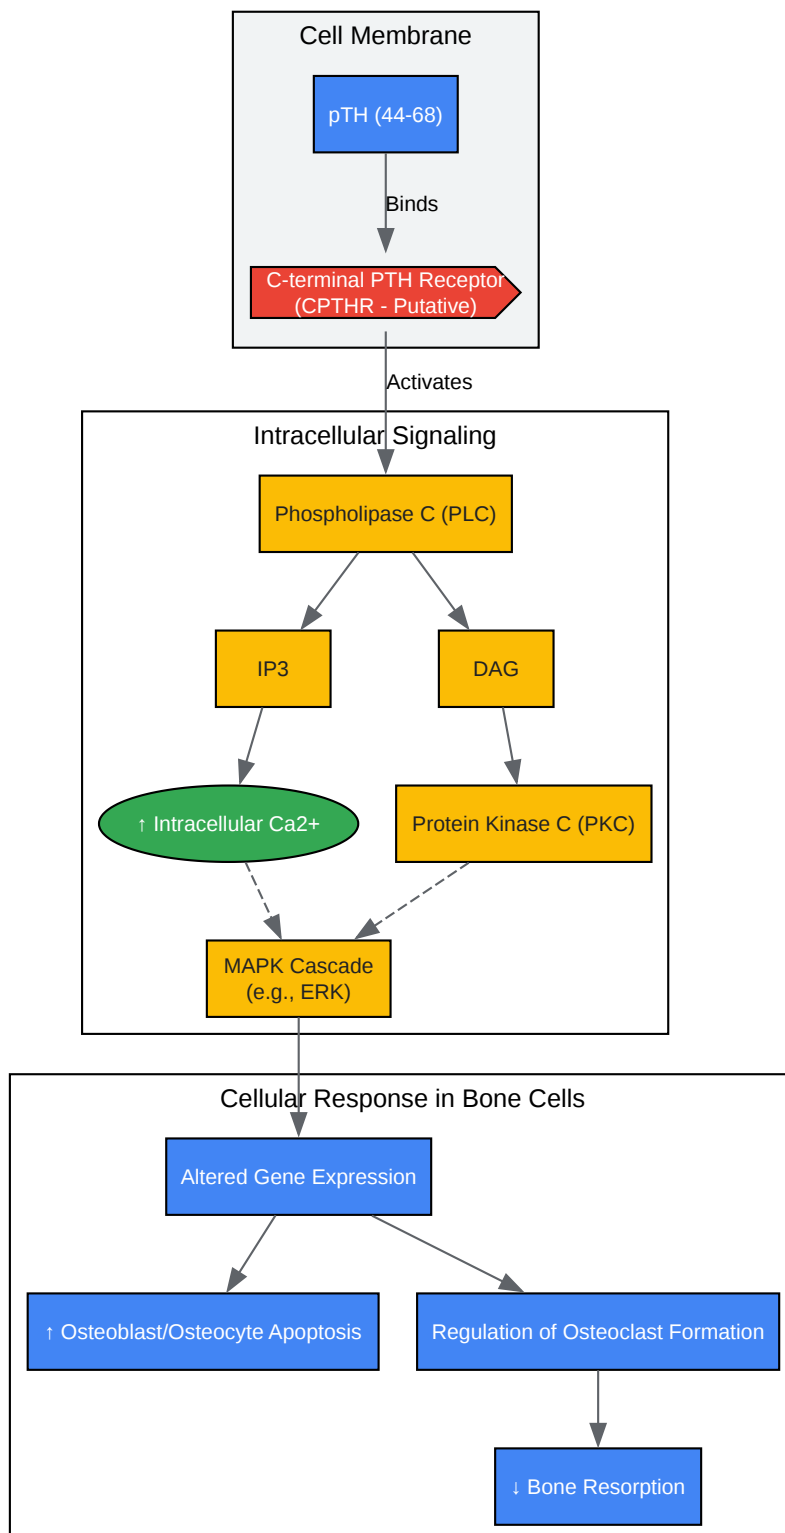 Cell Membrane
pTH (44-68)
Binds
C-terminal PTH Receptor
(CPTHR - Putative)
Activates
Intracellular Signaling
Phospholipase C (PLC)
IP3
DAG
↑ Intracellular Ca2+
Protein Kinase C (PKC)
MAPK Cascade
(e.g., ERK)
Cellular Response in Bone Cells
Altered Gene Expression
↑ Osteoblast/Osteocyte Apoptosis
Regulation of Osteoclast Formation
↓ Bone Resorption